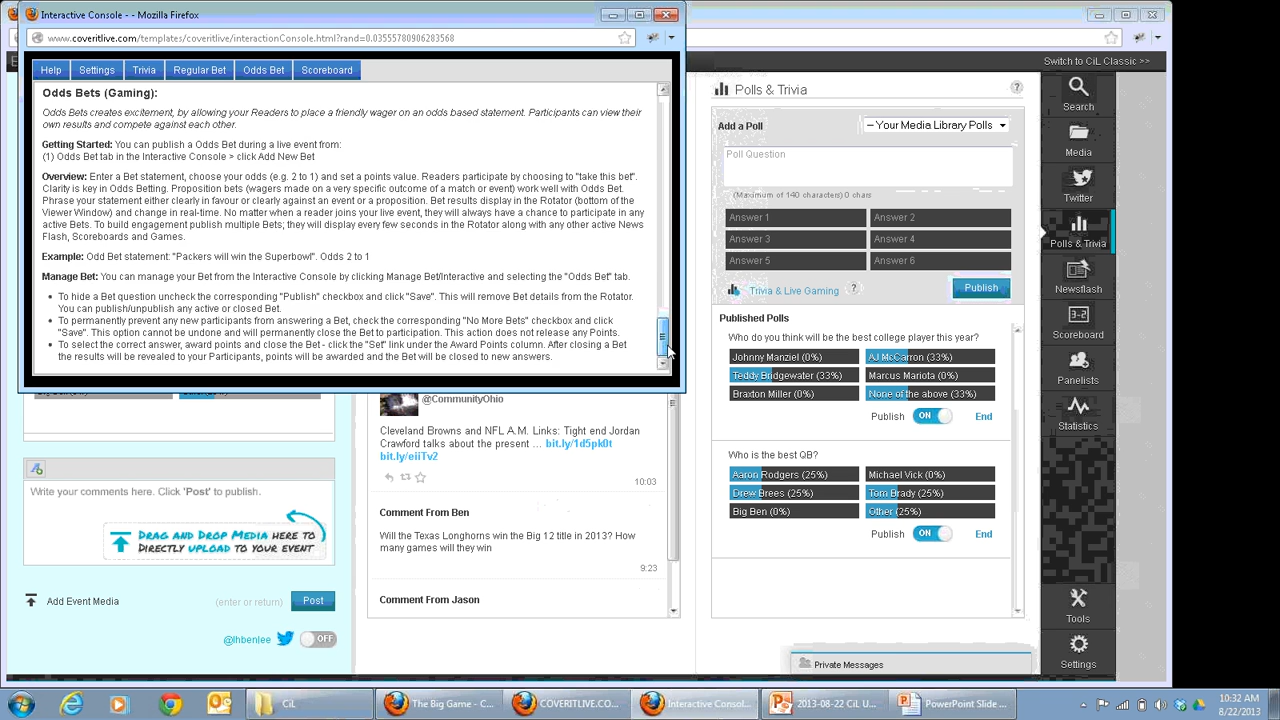 Interactive Console - - Mozilla Firefox
www.coveritlive.com/templates/coveritlive/interactionConsole.html?rand=0.03555780906283568
Help
Settings
Trivia
Regular Bet
Odds Bet
Scoreboard
Odds Bets (Gaming):
Odds Bets creates excitement, by allowing your Readers to place a friendly wager on an odds based statement. Participants can view their
own results and compete against each other.
Getting Started: You can publish a Odds Bet during a live event from:
(1) Odds Bet tab in the Interactive Console > click Add New Bet
Overview: Enter a Bet statement, choose your odds (e.g. 2 to 1) and set a points value. Readers participate by choosing to "take this bet".
Clarity is key in Odds Betting. Proposition bets (wagers made on a very specific outcome of a match or event) work well with Odds Bet.
Phrase your statement either clearly in favour or clearly against an event or a proposition. Bet results display in the Rotator (bottom of the
Viewer Window) and change in real-time. No matter when a reader joins your live event, they will always have a chance to participate in any
active Bets. To build engagement publish multiple Bets; they will display every few seconds in the Rotator along with any other active News
Flash, Scoreboards and Games.
Example: Odd Bet statement: "Packers will win the Superbowl". Odds 2 to 1
Manage Bet: You can manage your Bet from the Interactive Console by clicking Manage Bet/Interactive and selecting the "Odds Bet" tab.
• To hide a Bet question uncheck the corresponding "Publish" checkbox and click "Save". This will remove Bet details from the Rotator.
You can publish/unpublish any active or closed Bet.
• To permanently prevent any new participants from answering a Bet, check the corresponding "No More Bets" checkbox and click
"Save". This option cannot be undone and will permanently close the Bet to participation. This action does not release any Points.
• To select the correct answer, award points and close the Bet - click the "Set" link under the Award Points column. After closing a Bet
the results will be revealed to your Participants, points will be awarded and the Bet will be closed to new answers.
Switch to CiL Classic >>
Polls & Trivia
?
Add a Poll
-- Your Media Library Polls
Poll Question
(Maximum of 140 characters) 0 chars
Answer 1
Answer 2
Answer 3
Answer 4
Answer 5
Answer 6
Trivia & Live Gaming
?
Publish
Published Polls
Who do you think will be the best college player this year?
Johnny Manziel (0%)
AJ McCarron (33%)
Teddy Bridgewater (33%)
Marcus Mariota (0%)
Braxton Miller (0%)
None of the above (33%)
Publish
ON
End
Who is the best QB?
Aaron Rodgers (25%)
Michael Vick (0%)
Drew Brees (25%)
Tom Brady (25%)
Big Ben (0%)
Other (25%)
Publish
ON
End
Search
Media
Twitter
Polls & Trivia
Newsflash
3-2
Scoreboard
Panelists
Statistics
Tools
Settings
@CommunityOhio
Cleveland Browns and NFL A.M. Links: Tight end Jordan
Crawford talks about the present ... bit.ly/1d5pk0t
bit.ly/eiiTv2
10:03
Comment From Ben
Will the Texas Longhorns win the Big 12 title in 2013? How
many games will they win
9:23
Comment From Jason
Write your comments here. Click 'Post' to publish.
Drag and Drop Media here to
Directly upload to your event
Add Event Media
(enter or return)
Post
@lhbenlee
OFF
Private Messages
CiL
The Big Game - C...
COVERITLIVE.CO...
Interactive Consol...
2013-08-22 CiL U...
PowerPoint Slide ...
10:32 AM
8/22/2013